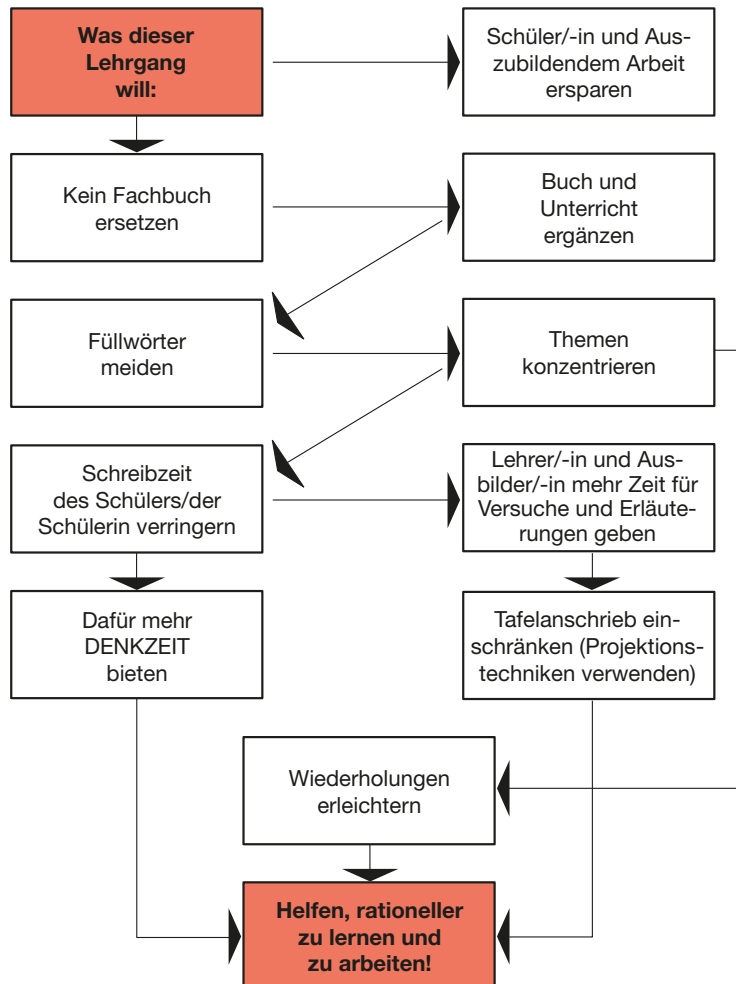 Was dieser
Lehrgang
will:
Schüler/-in und Aus-
zubildendem Arbeit
ersparen
Kein Fachbuch
ersetzen
Buch und
Unterricht
ergänzen
Füllwörter
meiden
Themen
konzentrieren
Schreibzeit
des Schülers/der
Schülerin verringern
Lehrer/-in und Aus-
bilder/-in mehr Zeit für
Versuche und Erläute-
rungen geben
Dafür mehr
DENKZEIT
bieten
Tafelanschrieb ein-
schränken (Projektions-
techniken verwenden)
Wiederholungen
erleichtern
Helfen, rationeller
zu lernen und
zu arbeiten!